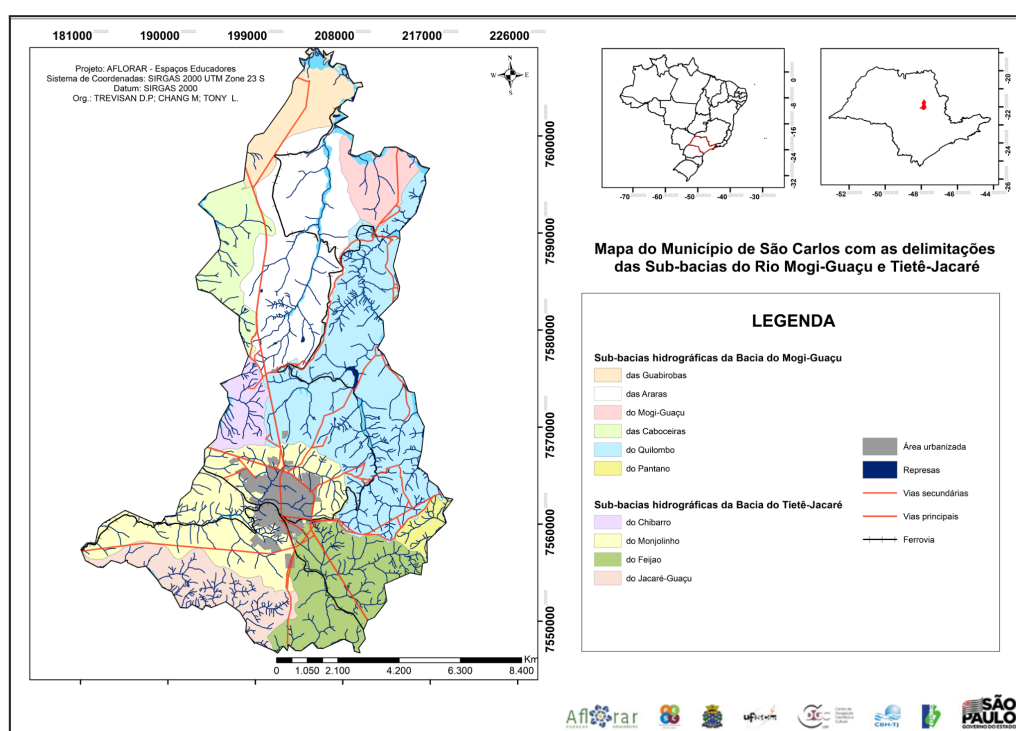 181000 190000 199000 208000 217000 226000
Projeto: AFLORAR - Espaços Educadores
Sistema de Coordenadas: SIRGAS 2000 UTM Zone 23 S
Datum: SIRGAS 2000
Org.: TREVISAN D.P; CHANG M; TONY L.
N
W E
S
7600000
7590000
7580000
7570000
7560000
7550000
Km
0 1.050 2.100 4.200 6.300 8.400
0
-8
-16
-24
-32
-70 -60 -50 -40 -30
-20
-22
-24
-26
-52 -50 -48 -46 -44
Mapa do Município de São Carlos com as delimitações
das Sub-bacias do Rio Mogi-Guaçu e Tietê-Jacaré
LEGENDA
Sub-bacias hidrográficas da Bacia do Mogi-Guaçu
das Guabirobas
das Araras
do Mogi-Guaçu
das Caboceiras
do Quilombo
do Pantano
Sub-bacias hidrográficas da Bacia do Tietê-Jacaré
do Chibarro
do Monjolinho
do Feijao
do Jacaré-Guaçu
Área urbanizada
Represas
Vias secundárias
Vias principais
Ferrovia
Aflorar
ufscar
CBH-TJ
SÃO
PAULO
GOVERNO DO ESTADO